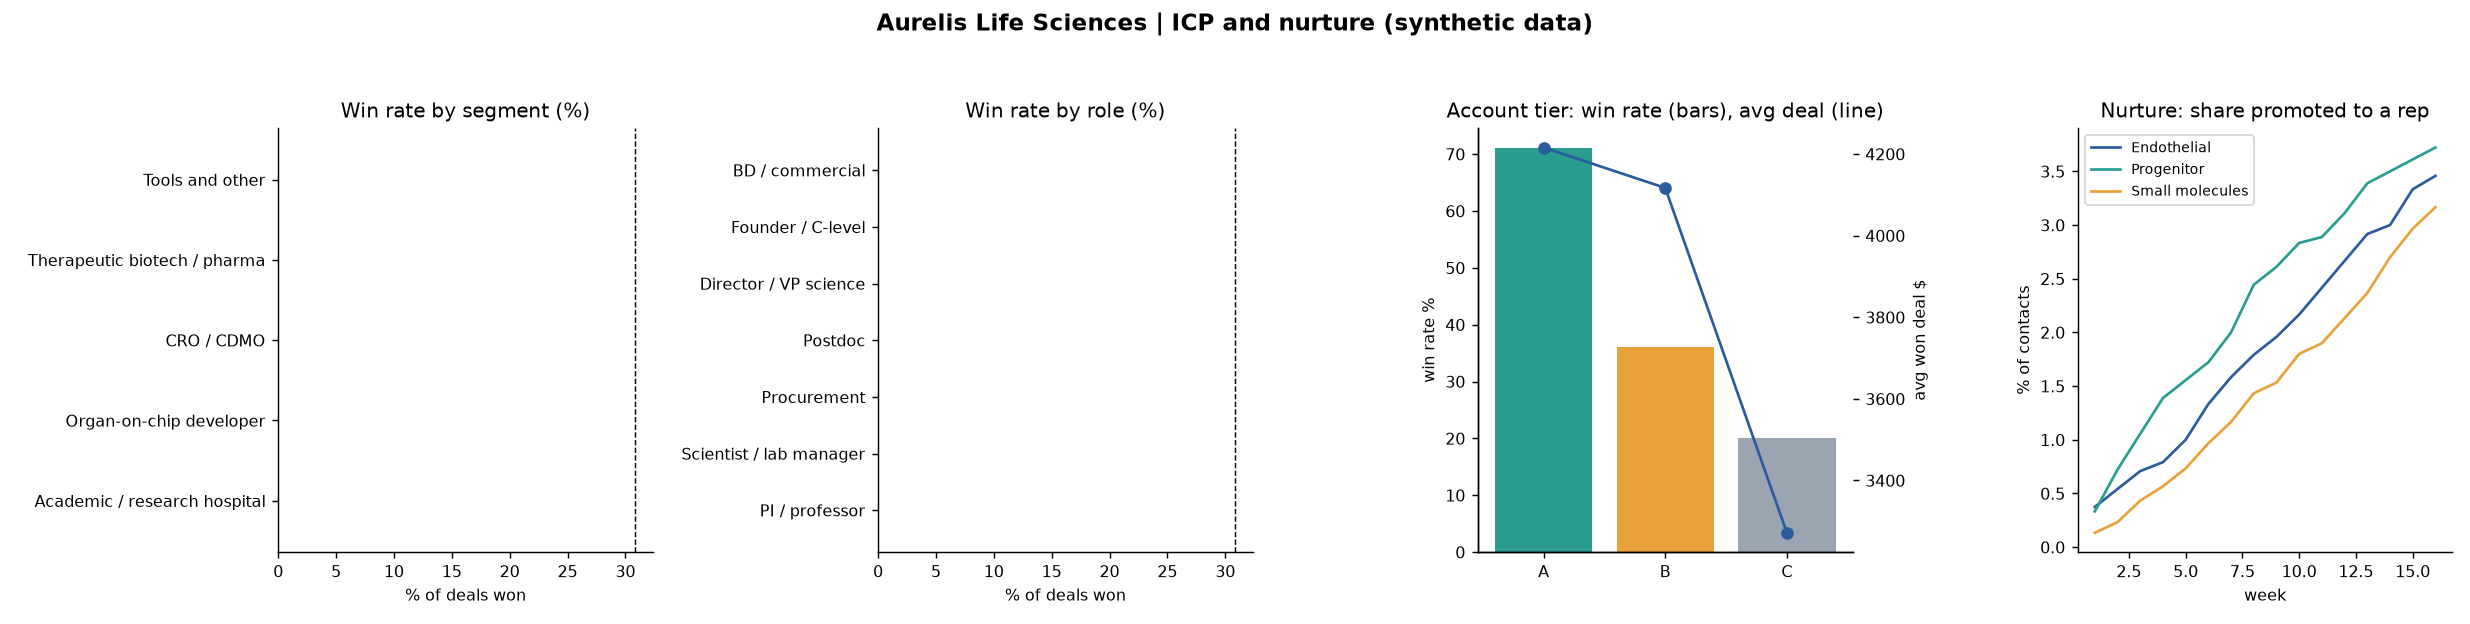 Aurelis Life Sciences | ICP and nurture (synthetic data)
Win rate by segment (%)
Tools and other
Therapeutic biotech / pharma
CRO / CDMO
Organ-on-chip developer
Academic / research hospital
0 5 10 15 20 25 30
% of deals won
Win rate by role (%)
BD / commercial
Founder / C-level
Director / VP science
Postdoc
Procurement
Scientist / lab manager
PI / professor
0 5 10 15 20 25 30
% of deals won
Account tier: win rate (bars), avg deal (line)
win rate %
70
60
50
40
30
20
10
0
A B C
4200
4000
3800
3600
3400
avg won deal $
Nurture: share promoted to a rep
Endothelial
Progenitor
Small molecules
% of contacts
3.5
3.0
2.5
2.0
1.5
1.0
0.5
0.0
2.5 5.0 7.5 10.0 12.5 15.0
week